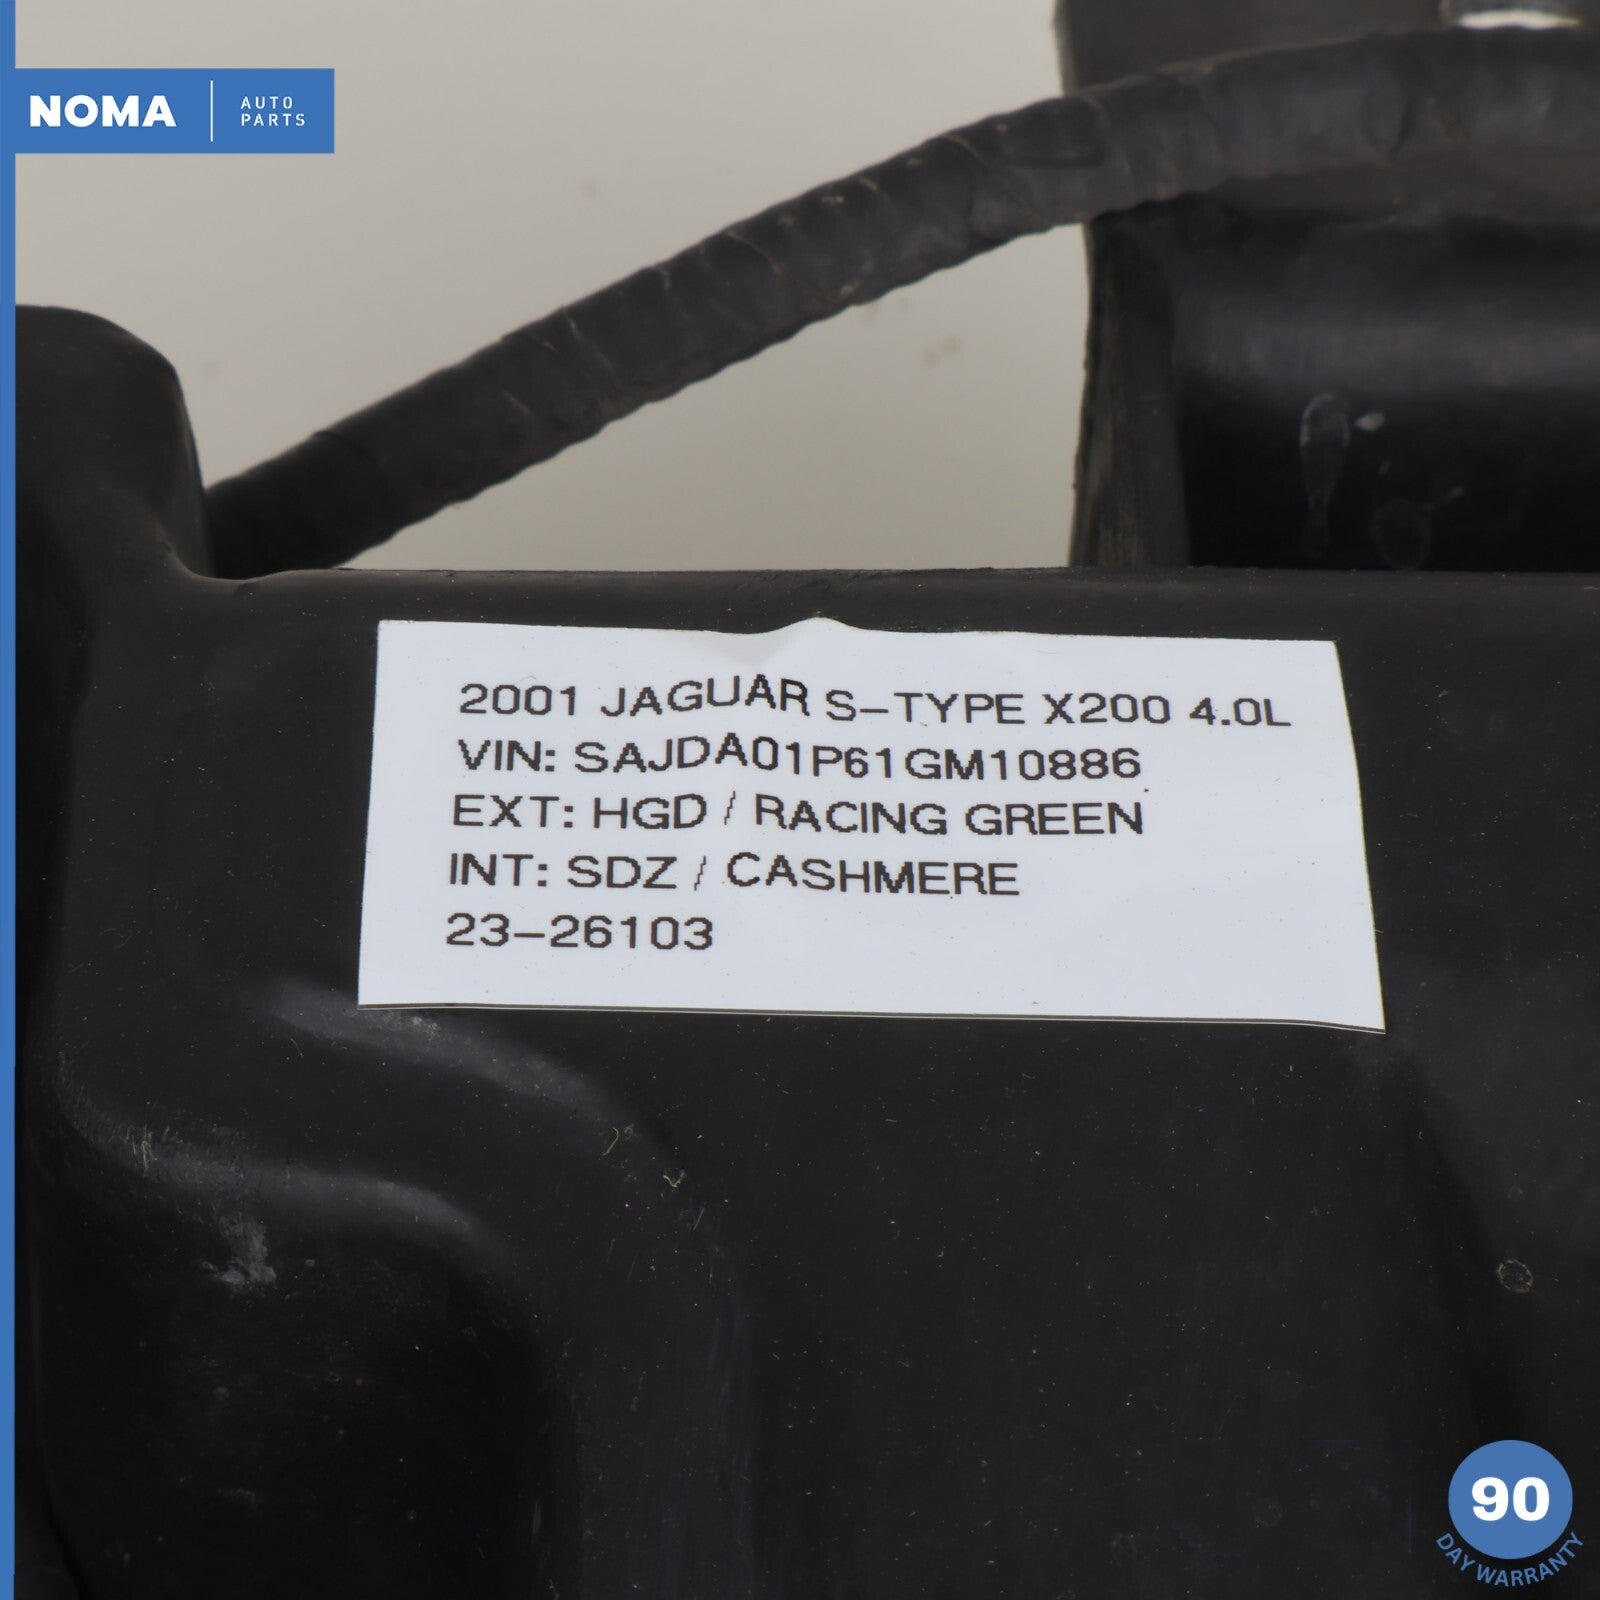 NOMA
AUTO
PARTS
2001 JAGUAR S-TYPE X200 4.0L
VIN: SAJDA01P61GM10886
EXT: HGD / RACING GREEN
INT: SDZ / CASHMERE
23-26103
90
DAY WARRANTY